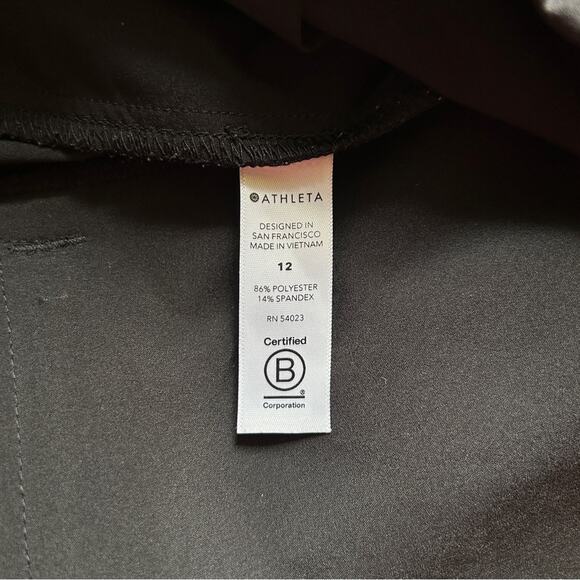 ATHLETA
DESIGNED IN
SAN FRANCISCO
MADE IN VIETNAM
12
86% POLYESTER
14% SPANDEX
RN 54023
Certified
B
®
Corporation